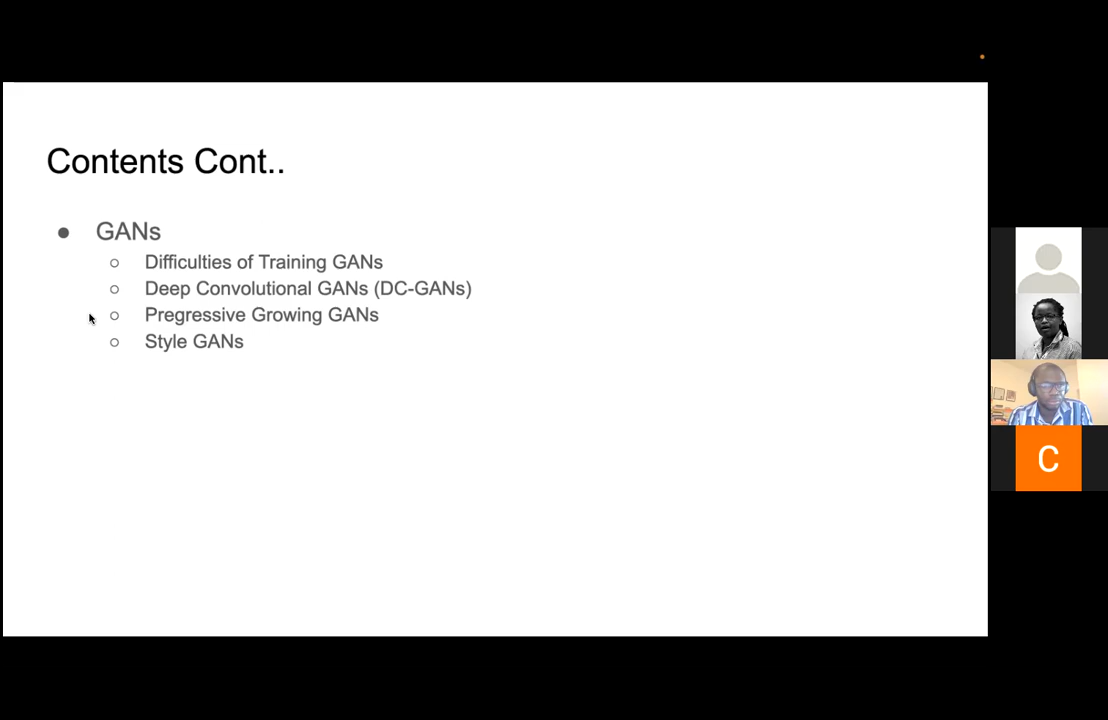 Contents Cont..
● GANs
○ Difficulties of Training GANs
○ Deep Convolutional GANs (DC-GANs)
○ Pregressive Growing GANs
○ Style GANs
C